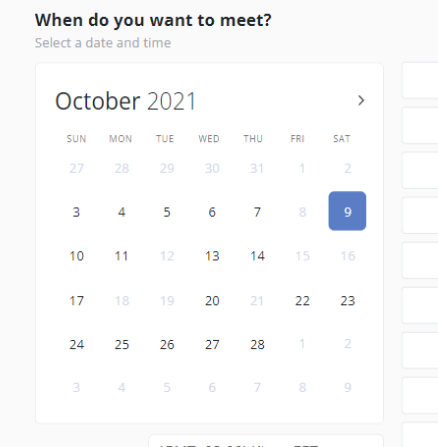 When do you want to meet?
Select a date and time
October 2021
SUN MON TUE WED THU FRI SAT
27 28 29 30 31 1 2
3 4 5 6 7 8 9
10 11 12 13 14 15 16
17 18 19 20 21 22 23
24 25 26 27 28 1 2
3 4 5 6 7 8 9